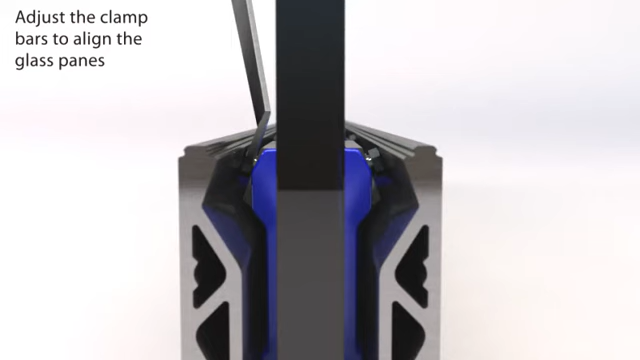 Adjust the clamp
bars to align the
glass panes